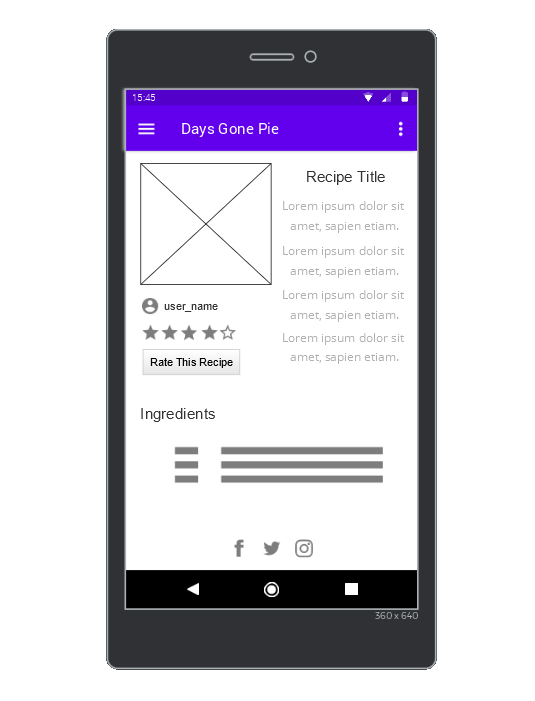 15:45
Days Gone Pie
Recipe Title
Lorem ipsum dolor sit
amet, sapien etiam.
Lorem ipsum dolor sit
amet, sapien etiam.
Lorem ipsum dolor sit
amet, sapien etiam.
Lorem ipsum dolor sit
amet, sapien etiam.
user_name
Rate This Recipe
Ingredients
360 x 640